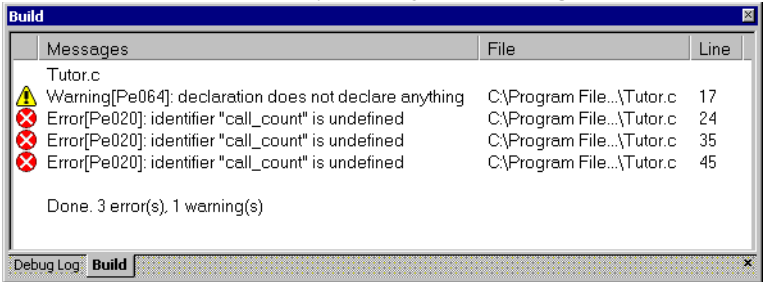 Build
Messages File Line
Tutor.c
Warning[Pe064]: declaration does not declare anything C:\Program File...\Tutor.c 17
Error[Pe020]: identifier "call_count" is undefined C:\Program File...\Tutor.c 24
Error[Pe020]: identifier "call_count" is undefined C:\Program File...\Tutor.c 35
Error[Pe020]: identifier "call_count" is undefined C:\Program File...\Tutor.c 45
Done. 3 error(s), 1 warning(s)
Debug Log Build